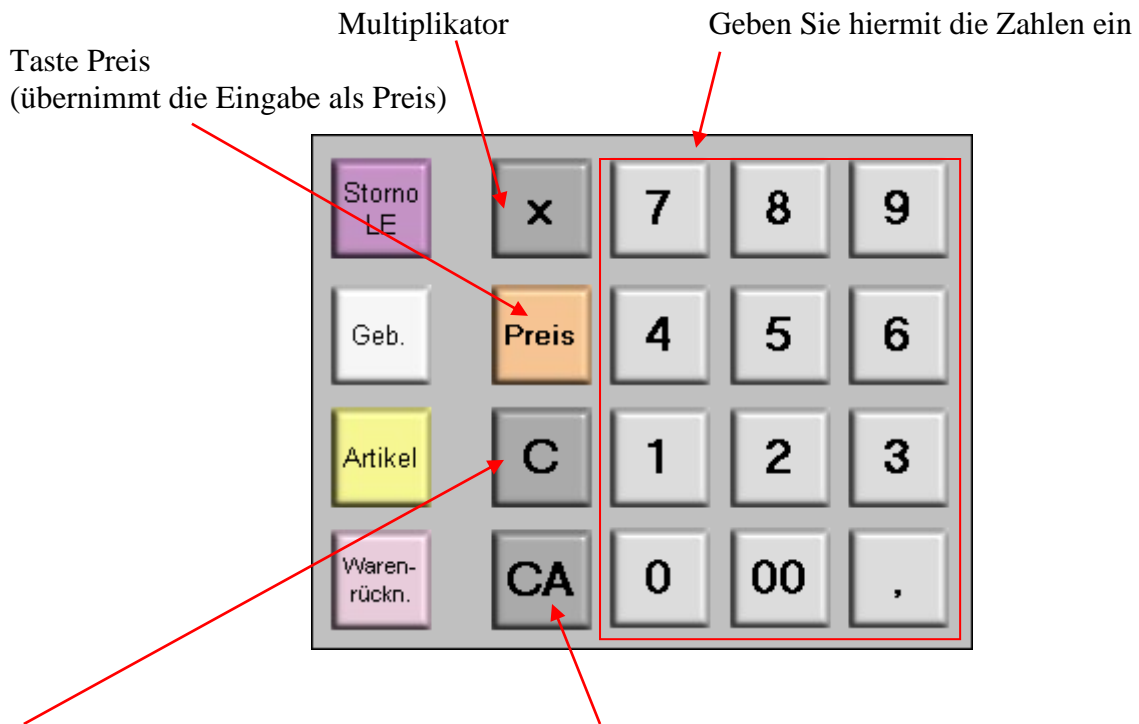 Multiplikator
Geben Sie hiermit die Zahlen ein
Taste Preis
(übernimmt die Eingabe als Preis)
Storno
LE
x
7
8
9
Geb.
Preis
4
5
6
Artikel
C
1
2
3
Waren-
rückn.
CA
0
00
,